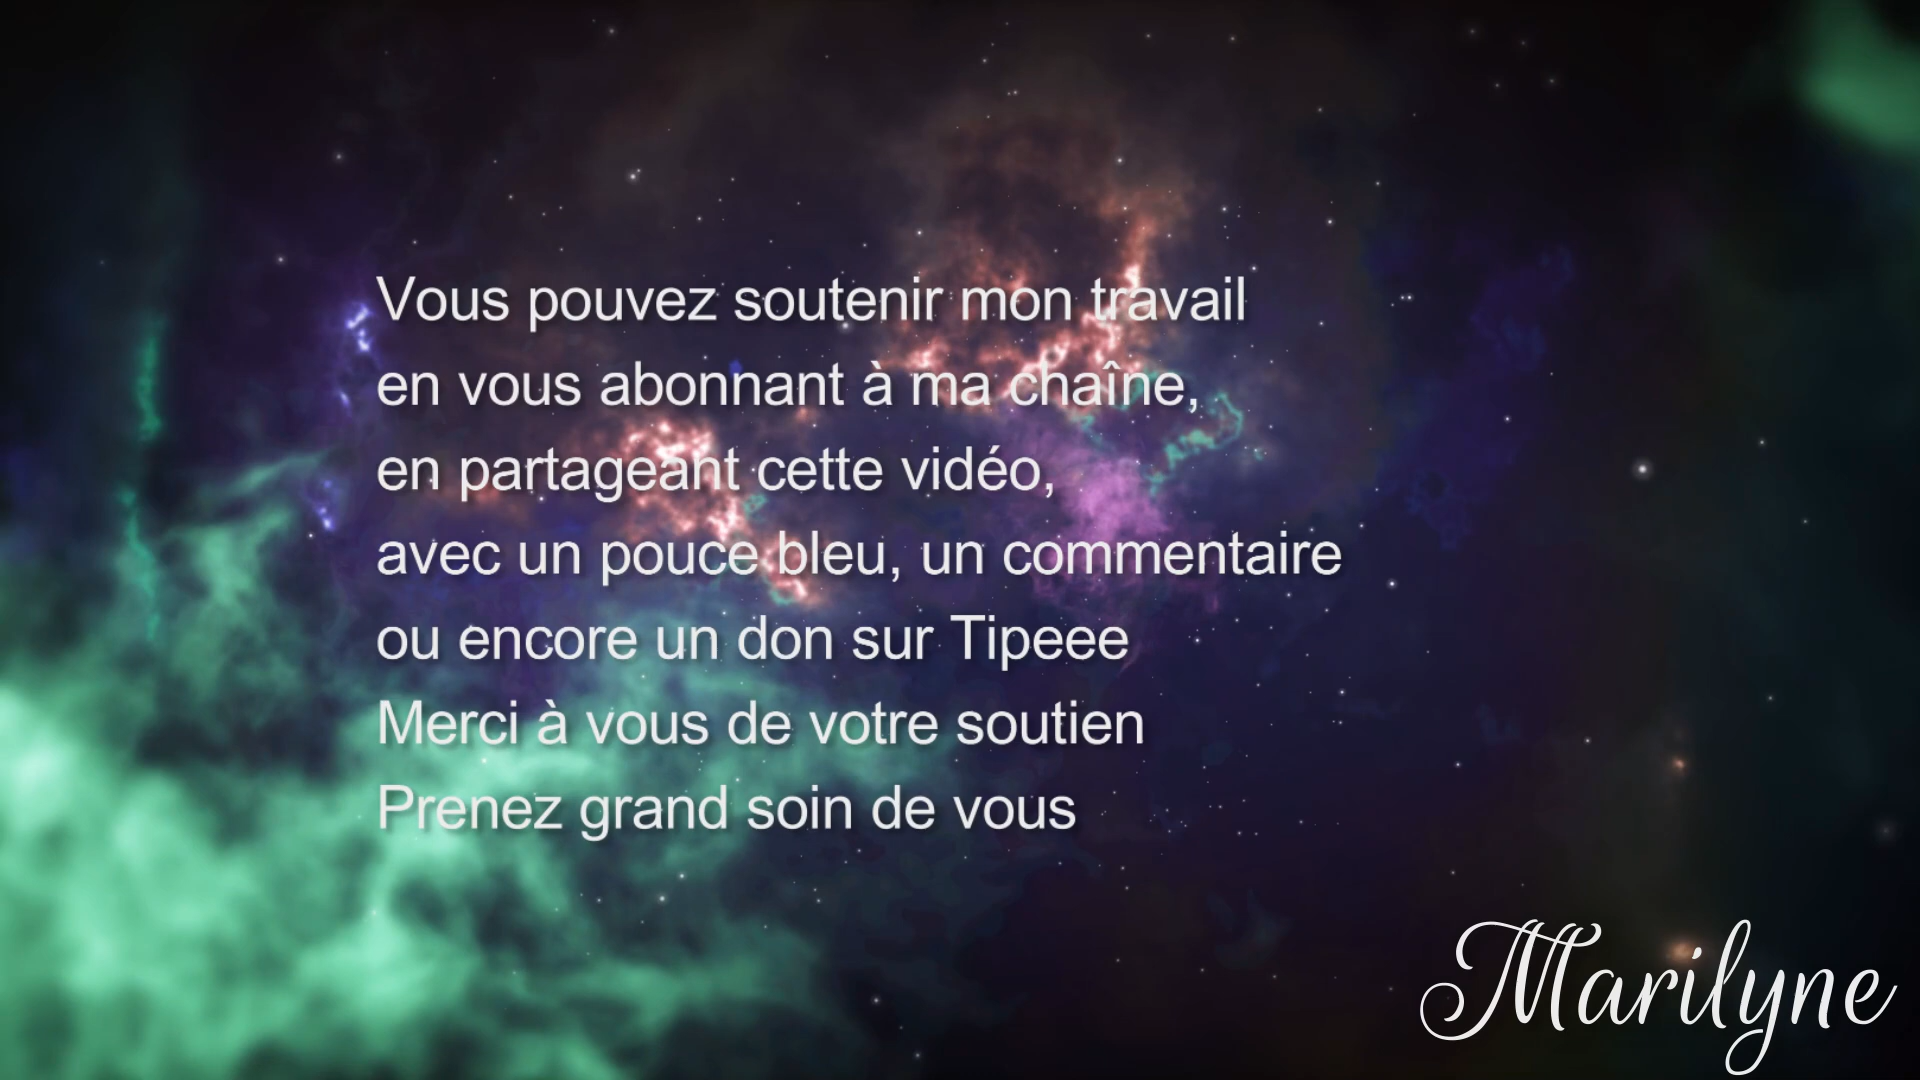 Vous pouvez soutenir mon travail
en vous abonnant à ma chaîne,
en partageant cette vidéo,
avec un pouce bleu, un commentaire
ou encore un don sur Tipeee
Merci à vous de votre soutien
Prenez grand soin de vous
Marilyne